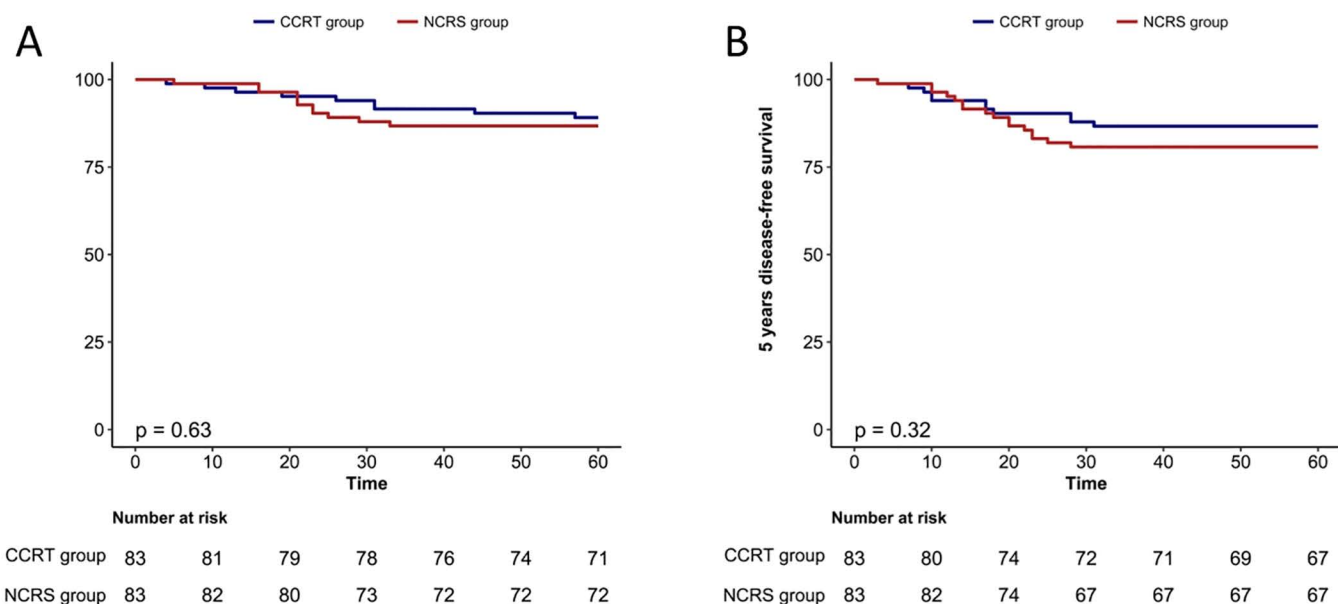 A
CCRT group NCRS group
100
75
50
25
0
p = 0.63
0 10 20 30 40 50 60
Time
Number at risk
CCRT group 83 81 79 78 76 74 71
NCRS group 83 82 80 73 72 72 72
B
CCRT group NCRS group
5 years disease-free survival
100
75
50
25
0
p = 0.32
0 10 20 30 40 50 60
Time
Number at risk
CCRT group 83 80 74 72 71 69 67
NCRS group 83 82 74 67 67 67 67